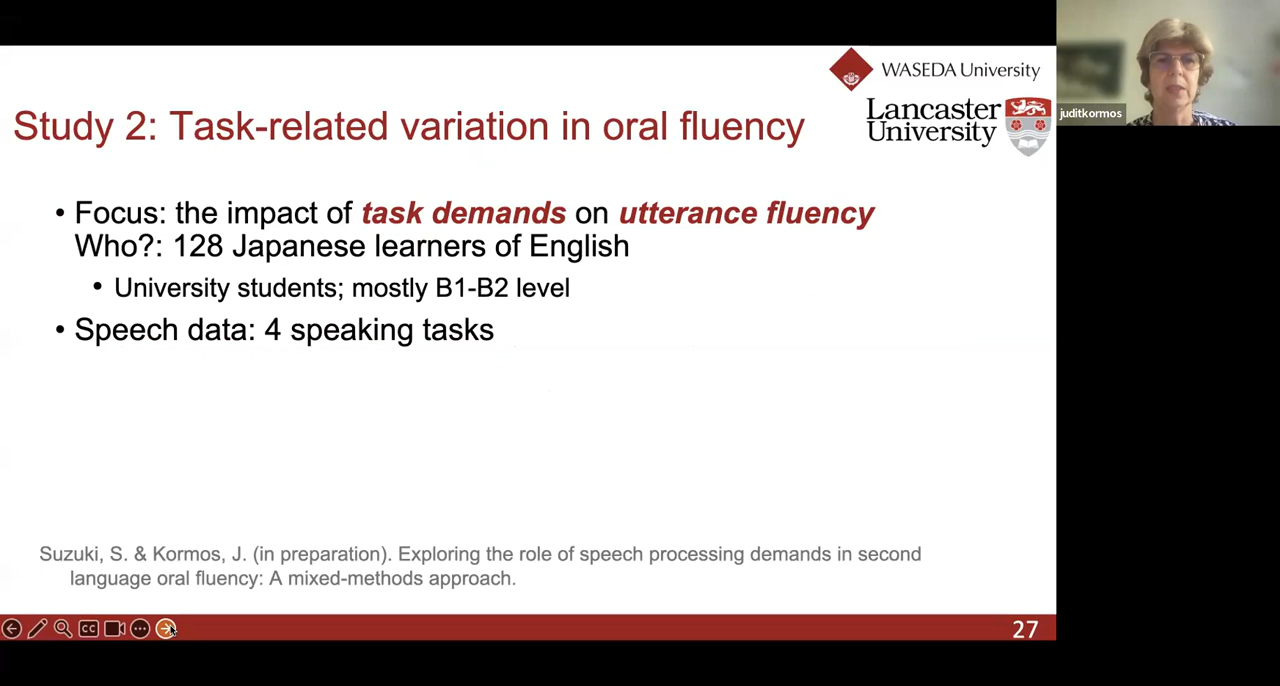 WASEDA University
Lancaster
University
juditkormos
Study 2: Task-related variation in oral fluency
• Focus: the impact of task demands on utterance fluency
Who?: 128 Japanese learners of English
• University students; mostly B1-B2 level
• Speech data: 4 speaking tasks
Suzuki, S. & Kormos, J. (in preparation). Exploring the role of speech processing demands in second
language oral fluency: A mixed-methods approach.
CC
27